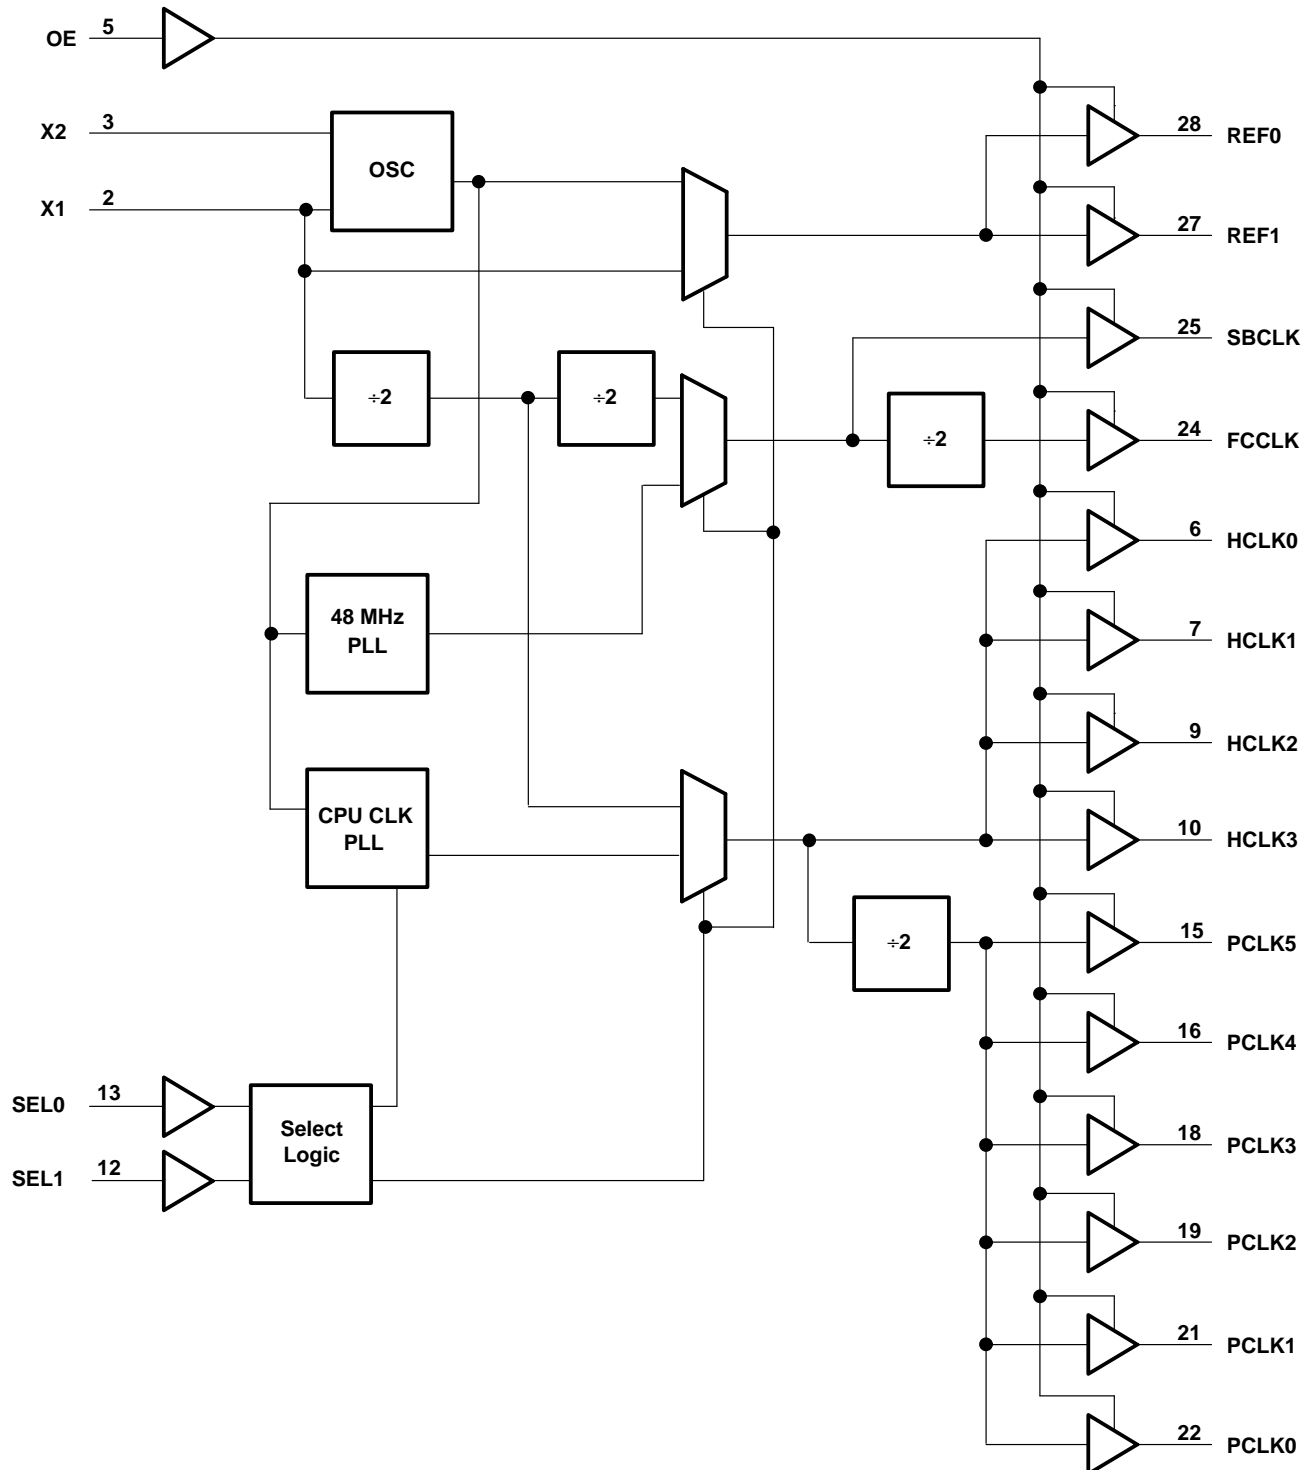 OE 5
X2 3
X1 2
OSC
28 REF0
27 REF1
25 SBCLK
÷2
÷2
÷2
24 FCCLK
6 HCLK0
48 MHz
PLL
7 HCLK1
9 HCLK2
CPU CLK
PLL
10 HCLK3
÷2
15 PCLK5
16 PCLK4
SEL0 13
SEL1 12
Select
Logic
18 PCLK3
19 PCLK2
21 PCLK1
22 PCLK0